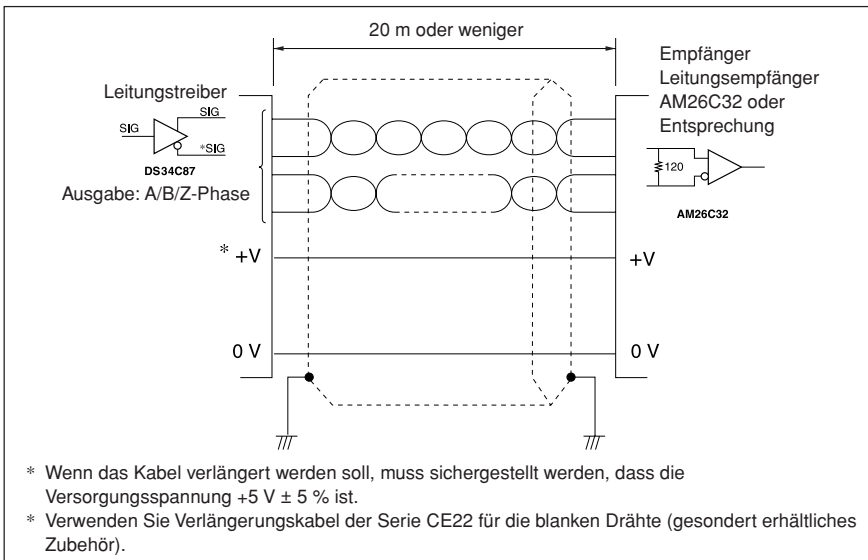 20 m oder weniger
Leitungstreiber
SIG
SIG
*SIG
DS34C87
Ausgabe: A/B/Z-Phase
Empfänger
Leitungsempfänger
AM26C32 oder
Entsprechung
120
AM26C32
* +V
+V
0 V
0 V
* Wenn das Kabel verlängert werden soll, muss sichergestellt werden, dass die
Versorgungsspannung +5 V ± 5 % ist.
* Verwenden Sie Verlängerungskabel der Serie CE22 für die blanken Drähte (gesondert erhältliches
Zubehör).